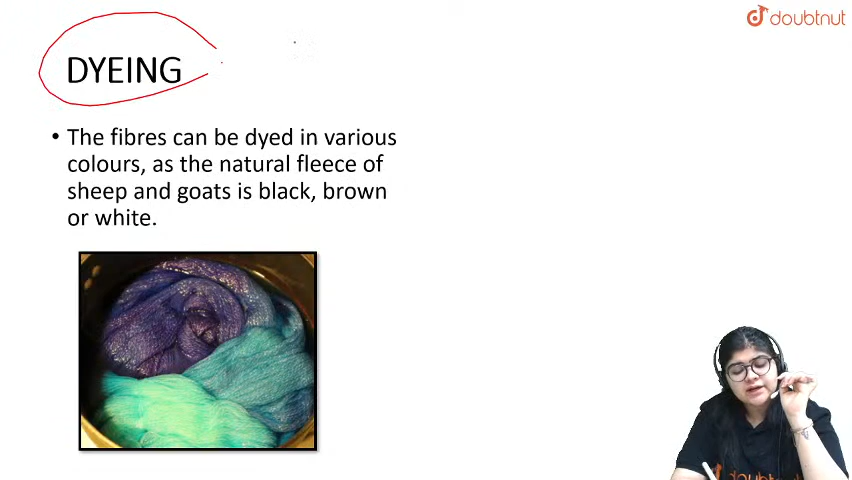 doubtnut
DYEING
• The fibres can be dyed in various
colours, as the natural fleece of
sheep and goats is black, brown
or white.